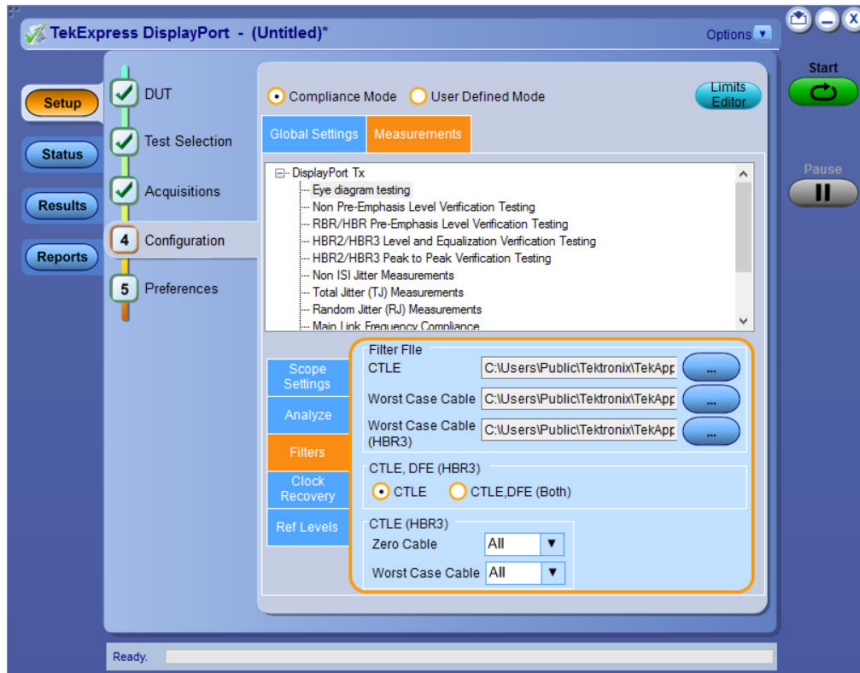 TekExpress DisplayPort - (Untitled)*
Options
Start
Setup
DUT
Compliance Mode
User Defined Mode
Limits Editor
Test Selection
Global Settings
Measurements
Status
Pause
DisplayPort Tx
Eye diagram testing
Non Pre-Emphasis Level Verification Testing
RBR/HBR Pre-Emphasis Level Verification Testing
HBR2/HBR3 Level and Equalization Verification Testing
HBR2/HBR3 Peak to Peak Verification Testing
Non ISI Jitter Measurements
Total Jitter (TJ) Measurements
Random Jitter (RJ) Measurements
Main Link Frequency Compliance
Acquisitions
Results
4 Configuration
Reports
5 Preferences
Scope Settings
Analyze
Filters
Clock Recovery
Ref Levels
Filter FIle
CTLE C:\Users\Public\Tektronix\TekApp ...
Worst Case Cable C:\Users\Public\Tektronix\TekApp ...
Worst Case Cable (HBR3) C:\Users\Public\Tektronix\TekApp ...
CTLE, DFE (HBR3)
CTLE
CTLE,DFE (Both)
CTLE (HBR3)
Zero Cable All
Worst Case Cable All
Ready.